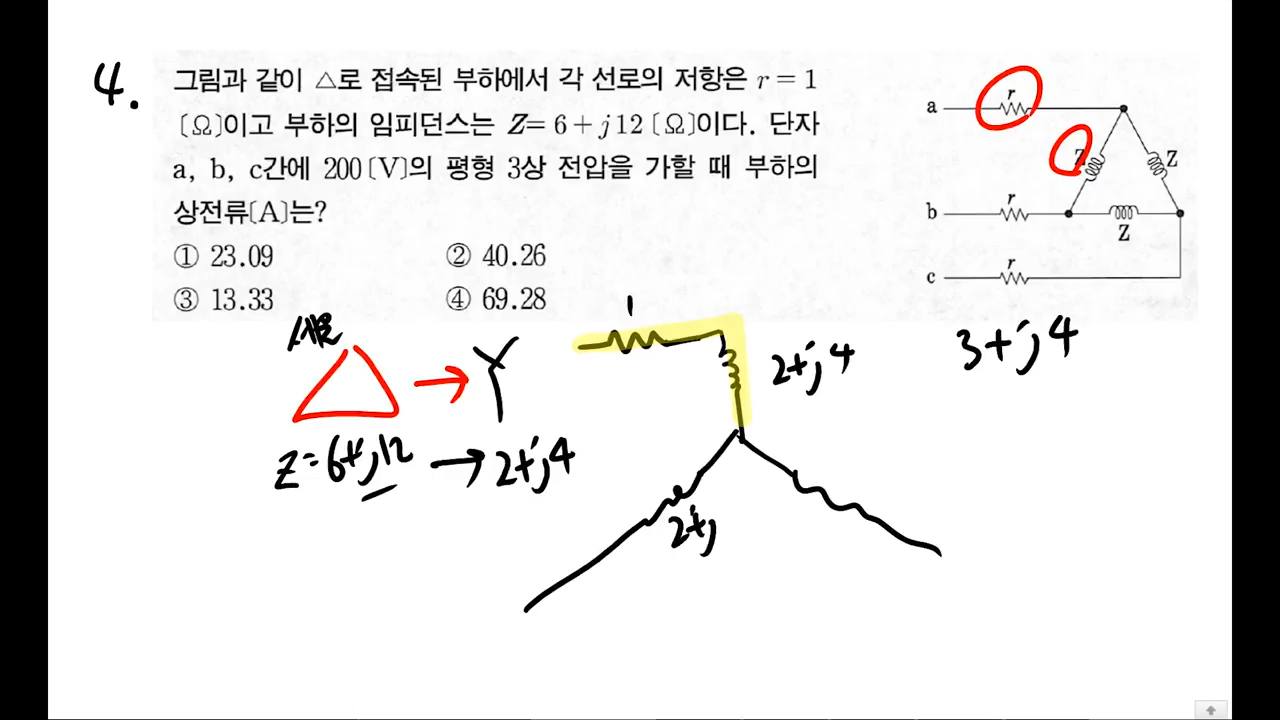 4.
그림과 같이 △로 접속된 부하에서 각 선로의 저항은 r = 1
〔Ω〕이고 부하의 임피던스는 Z = 6 + j12〔Ω〕이다. 단자
a, b, c간에 200〔V〕의 평형 3상 전압을 가할 때 부하의
상전류〔A〕는?
① 23.09 ② 40.26
③ 13.33 ④ 69.28
a r
Z Z
b r
Z
c r
Y
Z=6+j12 → 2+j4
1
2+j4
2+j
3+j4